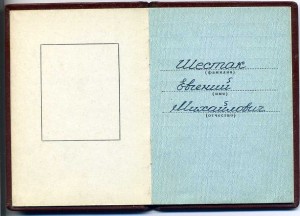 Шестак
(фамилия)
Евгений
(имя)
Михайлович
(отчество)